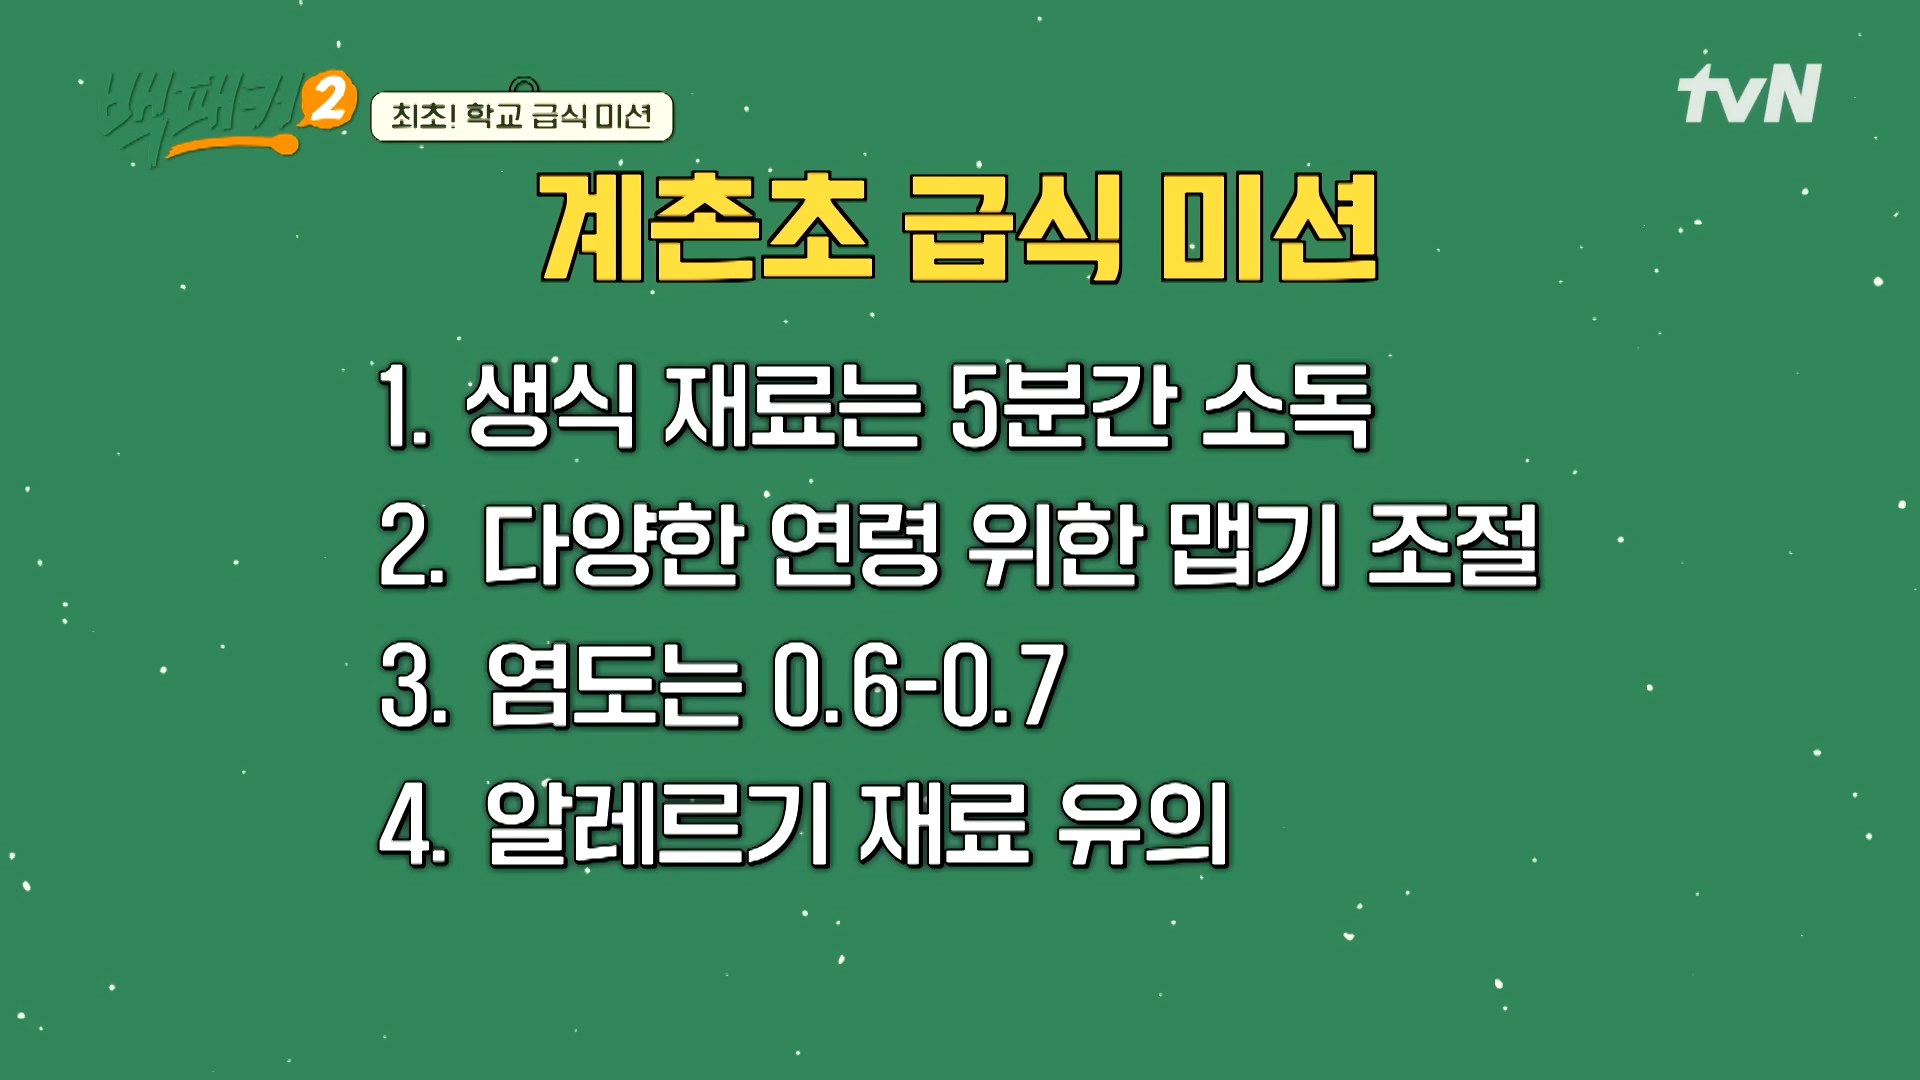 백패커 2
최초! 학교 급식 미션
tvN
계촌초 급식 미션
1. 생식 재료는 5분간 소독
2. 다양한 연령 위한 맵기 조절
3. 염도는 0.6-0.7
4. 알레르기 재료 유의